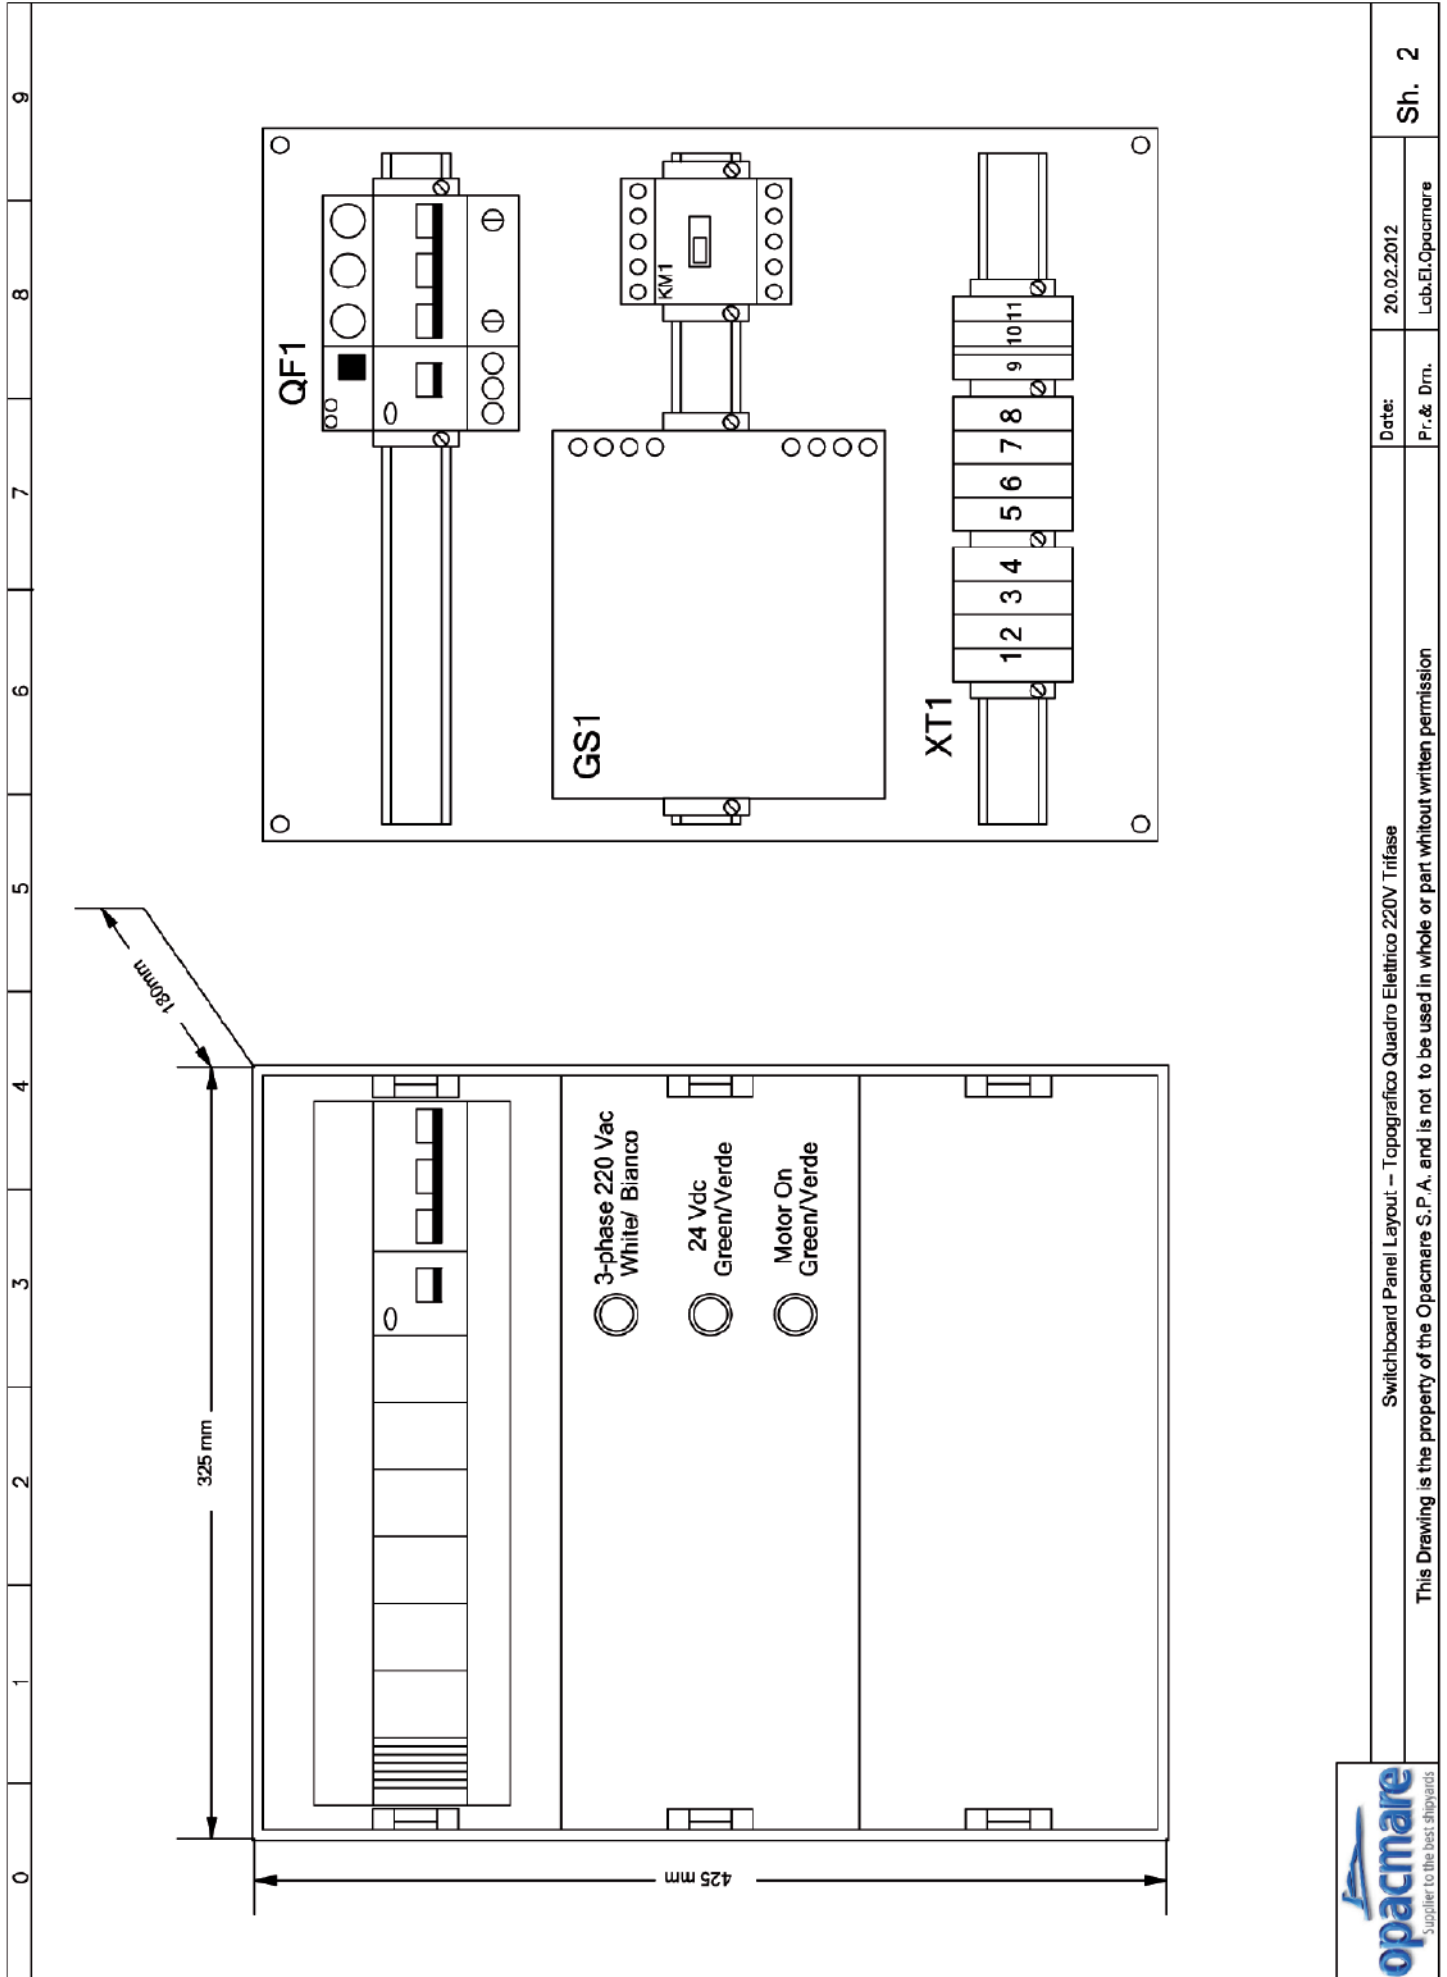 0 1 2 3 4 5 6 7 8 9
180mm
325 mm
425 mm
3-phase 220 Vac
White/ Bianco
24 Vdc
Green/Verde
Motor On
Green/Verde
QF1
GS1
KM1
XT1
1 2 3 4 5 6 7 8 9 10 11
opacmare
Supplier to the best shipyards
Switchboard Panel Layout – Topografico Quadro Elettrico 220V Trifase
Date: 20.02.2012
Sh. 2
This Drawing is the property of the Opacmare S.P.A. and is not to be used in whole or part whitout written permission
Pr.& Drn. Lab.El.Opacmare